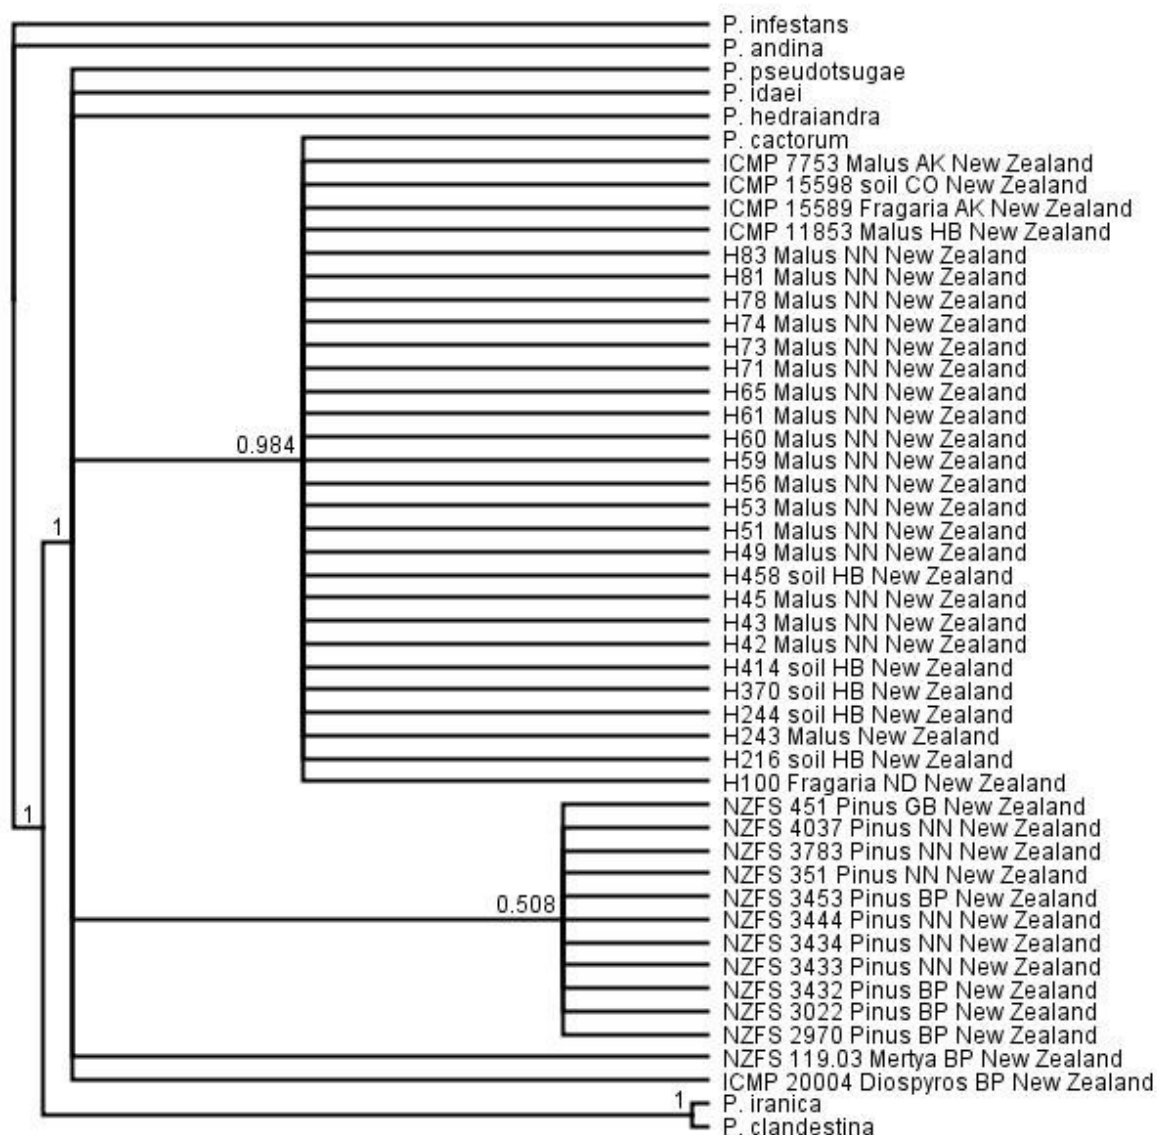 P. infestans
P. andina
P. pseudotsugae
P. idaei
P. hedraiandra
P. cactorum
ICMP 7753 Malus AK New Zealand
ICMP 15598 soil CO New Zealand
ICMP 15589 Fragaria AK New Zealand
ICMP 11853 Malus HB New Zealand
H83 Malus NN New Zealand
H81 Malus NN New Zealand
H78 Malus NN New Zealand
H74 Malus NN New Zealand
H73 Malus NN New Zealand
H71 Malus NN New Zealand
H65 Malus NN New Zealand
H61 Malus NN New Zealand
H60 Malus NN New Zealand
0.984
H59 Malus NN New Zealand
H56 Malus NN New Zealand
H53 Malus NN New Zealand
1
H51 Malus NN New Zealand
H49 Malus NN New Zealand
H458 soil HB New Zealand
H45 Malus NN New Zealand
H43 Malus NN New Zealand
H42 Malus NN New Zealand
H414 soil HB New Zealand
H370 soil HB New Zealand
H244 soil HB New Zealand
H243 Malus New Zealand
H216 soil HB New Zealand
H100 Fragaria ND New Zealand
NZFS 451 Pinus GB New Zealand
1
NZFS 4037 Pinus NN New Zealand
NZFS 3783 Pinus NN New Zealand
NZFS 351 Pinus NN New Zealand
NZFS 3453 Pinus BP New Zealand
0.508
NZFS 3444 Pinus NN New Zealand
NZFS 3434 Pinus NN New Zealand
NZFS 3433 Pinus NN New Zealand
NZFS 3432 Pinus BP New Zealand
NZFS 3022 Pinus BP New Zealand
NZFS 2970 Pinus BP New Zealand
NZFS 119.03 Mertya BP New Zealand
ICMP 20004 Diospyros BP New Zealand
1
P. iranica
P. clandestina